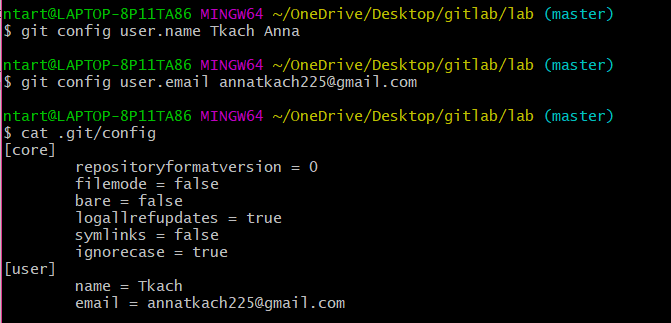 ntart@LAPTOP-8P11TA86 MINGW64 ~/OneDrive/Desktop/gitlab/lab (master)
$ git config user.name Tkach Anna
ntart@LAPTOP-8P11TA86 MINGW64 ~/OneDrive/Desktop/gitlab/lab (master)
$ git config user.email annatkach225@gmail.com
ntart@LAPTOP-8P11TA86 MINGW64 ~/OneDrive/Desktop/gitlab/lab (master)
$ cat .git/config
[core]
        repositoryformatversion = 0
        filemode = false
        bare = false
        logallrefupdates = true
        symlinks = false
        ignorecase = true
[user]
        name = Tkach
        email = annatkach225@gmail.com